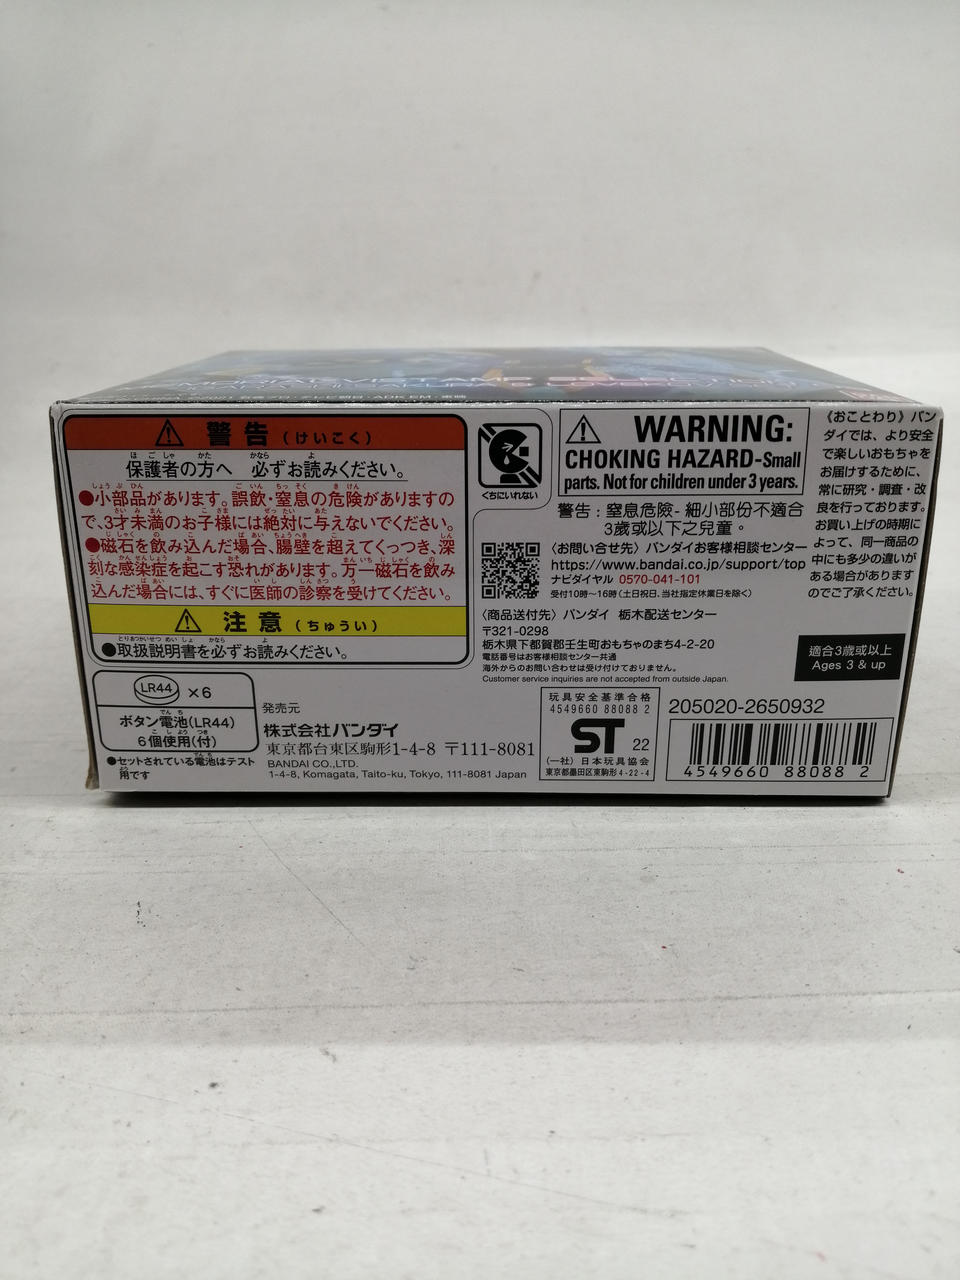 警告(けいこく)
保護者の方へ 必ずお読みください。
●小部品があります。誤飲・窒息の危険がありますの
で、3才未満のお子様には絶対に与えないでください。
●磁石を飲み込んだ場合、腸壁を超えてくっつき、深
刻な感染症を起こす恐れがあります。万一磁石を飲み
込んだ場合には、すぐに医師の診察を受けてください。
注意(ちゅうい)
●取扱説明書を必ずお読みください。
LR44 ×6
ボタン電池(LR44)
6個使用(付)
●セットされている電池はテスト
用です
発売元
株式会社バンダイ
東京都台東区駒形1-4-8 〒111-8081
BANDAI CO.,LTD.
1-4-8, Komagata, Taito-ku, Tokyo, 111-8081 Japan
くちにいれない
WARNING:
CHOKING HAZARD-Small
parts. Not for children under 3 years.
警告:窒息危險-細小部份不適合
3歲或以下之兒童。
〈お問い合せ先〉バンダイお客様相談センター
https://www.bandai.co.jp/support/top
ナビダイヤル 0570-041-101
受付10時～16時(土日祝日、当社指定休業日を除く)
〈商品送付先〉バンダイ 栃木配送センター
〒321-0298
栃木県下都賀郡壬生町おもちゃのまち4-2-20
電話番号はお客様相談センター共通
海外からのお問い合わせは受け付けておりません。
Customer service inquiries are not accepted from outside Japan.
玩具安全基準合格
4549660 88088 2
ST 22
(一社)日本玩具協会
東京都墨田区東駒形4-22-4
《おことわり》バン
ダイでは、より安全
で楽しいおもちゃを
お届けするために、
常に研究・調査・改
良を行っております。
お買い上げの時期に
よって、同一商品の
中にも多少の違いが
ある場合があります
のでご了承ください。
適合3歲或以上
Ages 3 & up
205020-2650932
4549660 88088 2